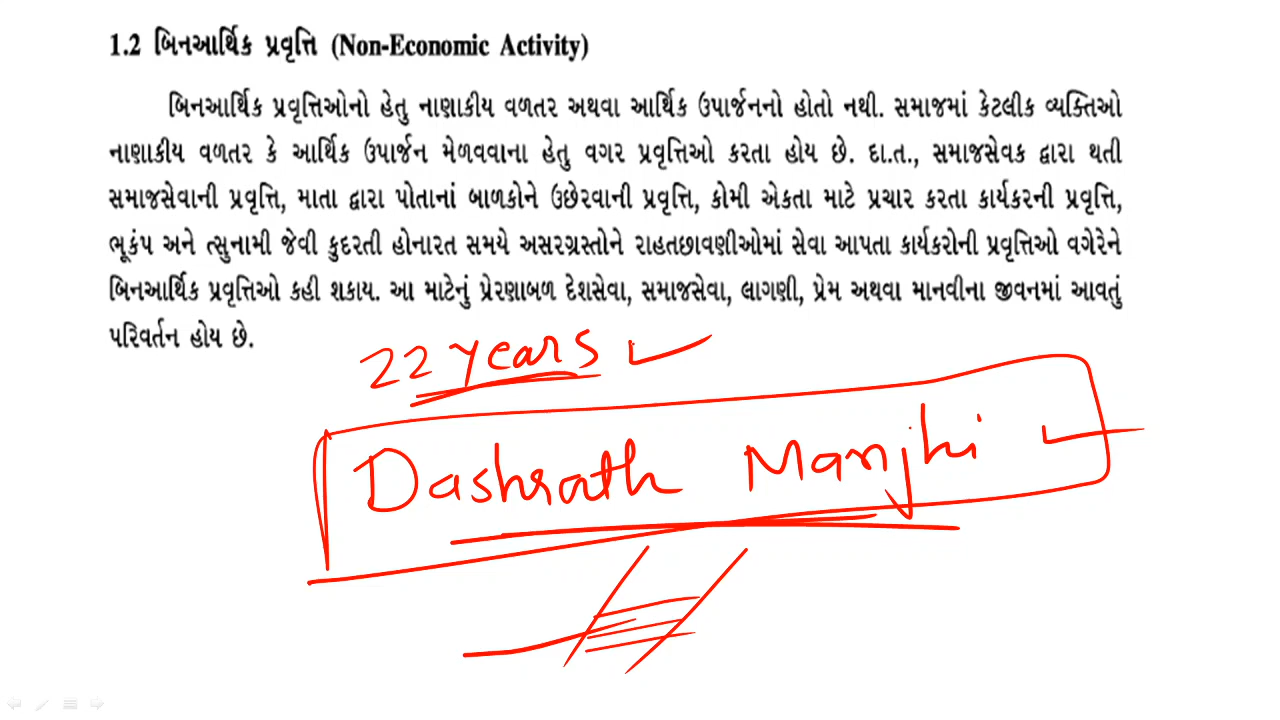 1.2 બિનઆર્થિક પ્રવૃત્તિ (Non-Economic Activity)
બિનઆર્થિક પ્રવૃત્તિઓનો હેતુ નાણાકીય વળતર અથવા આર્થિક ઉપાર્જનનો હોતો નથી. સમાજમાં કેટલીક વ્યક્તિઓ
નાણાકીય વળતર કે આર્થિક ઉપાર્જન મેળવવાના હેતુ વગર પ્રવૃત્તિઓ કરતા હોય છે. દા.ત., સમાજસેવક દ્વારા થતી
સમાજસેવાની પ્રવૃત્તિ, માતા દ્વારા પોતાનાં બાળકોને ઉછેરવાની પ્રવૃત્તિ, કોમી એકતા માટે પ્રચાર કરતા કાર્યકરની પ્રવૃત્તિ,
ભૂકંપ અને ત્સુનામી જેવી કુદરતી હોનારત સમયે અસરગ્રસ્તોને રાહતછાવણીઓમાં સેવા આપતા કાર્યકરોની પ્રવૃત્તિઓ વગેરેને
બિનઆર્થિક પ્રવૃત્તિઓ કહી શકાય. આ માટેનું પ્રેરણાબળ દેશસેવા, સમાજસેવા, લાગણી, પ્રેમ અથવા માનવીના જીવનમાં આવતું
પરિવર્તન હોય છે.
22 years
Dashrath Manjhi